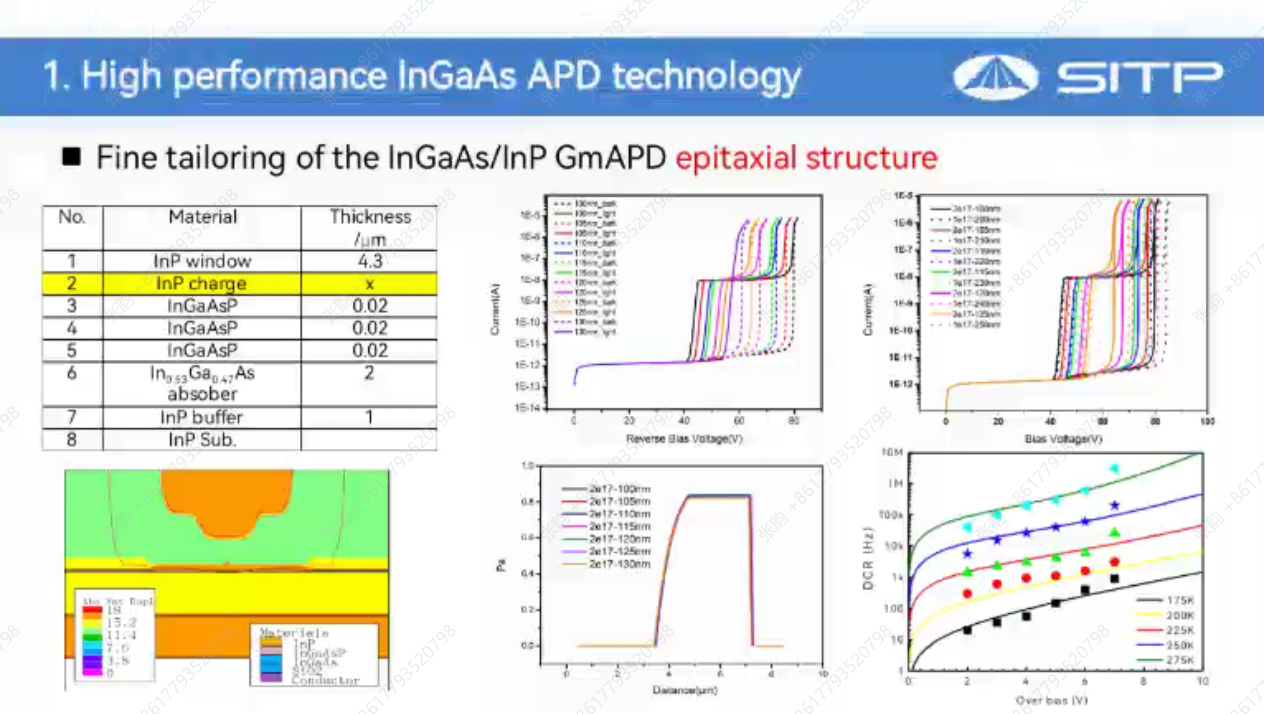 1. High performance InGaAs APD technology
SITP
■ Fine tailoring of the InGaAs/InP GmAPD epitaxial structure
No. Material Thickness /μm
1 InP window 4.3
2 InP charge x
3 InGaAsP 0.02
4 InGaAsP 0.02
5 InGaAsP 0.02
6 In0.53Ga0.47As absober 2
7 InP buffer 1
8 InP Sub.
18
15.2
11.4
7.6
3.8
0
Materials
InP
InGaAsP
InGaAs
SiO2
Conductor
1E-5
1E-6
1E-7
1E-8
1E-9
1E-10
1E-11
1E-12
1E-13
1E-14
Current(A)
100nm_dark
100nm_light
105nm_dark
105nm_light
110nm_dark
110nm_light
115nm_dark
115nm_light
120nm_dark
120nm_light
125nm_dark
125nm_light
130nm_dark
130nm_light
0 20 40 60 80
Reverse Bias Voltage(V)
1E-5
1E-6
1E-7
1E-8
1E-9
1E-10
1E-11
1E-12
Current(A)
2e17-100nm
1e17-200nm
2e17-105nm
1e17-210nm
2e17-110nm
1e17-220nm
2e17-115nm
1e17-230nm
2e17-120nm
1e17-240nm
2e17-125nm
1e17-250nm
0 20 40 60 80 100
Bias Voltage(V)
1.0
0.8
0.6
0.4
0.2
0.0
Pa
2e17-100nm
2e17-105nm
2e17-110nm
2e17-115nm
2e17-120nm
2e17-125nm
2e17-130nm
0 2 4 6 8 10
Distance(μm)
10M
1M
100k
10k
1k
100
10
1
DCR (Hz)
175K
200K
225K
250K
275K
0 2 4 6 8 10
Over bias (V)
张韵 +8617793520798